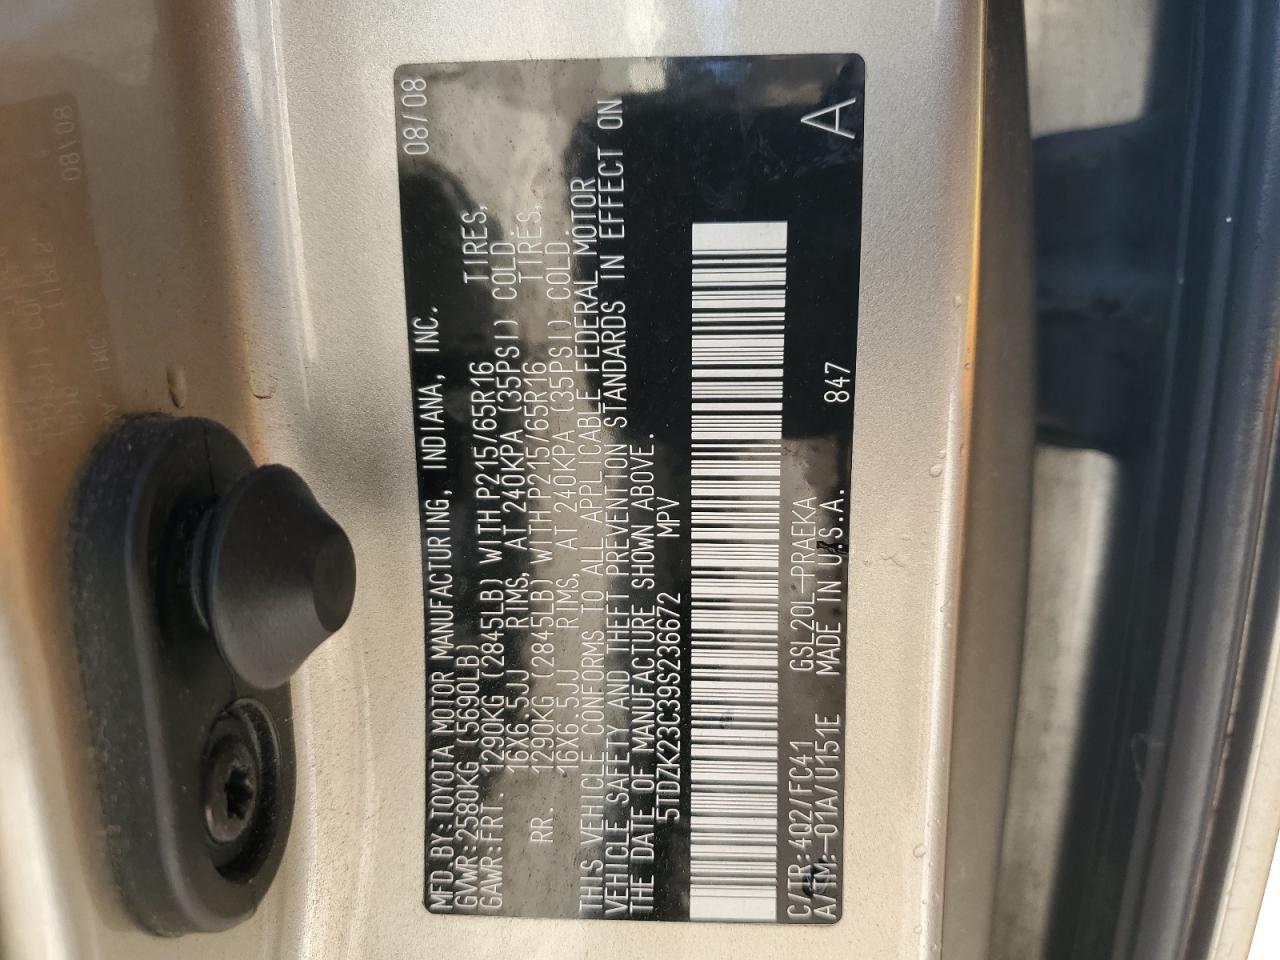 MFD.BY:TOYOTA MOTOR MANUFACTURING, INDIANA, INC. 08/08
GVWR:2580KG (5690LB)
GAWR:FRT. 1290KG (2845LB) WITH P215/65R16 TIRES,
16X6.5JJ RIMS, AT 240KPA (35PSI) COLD.
RR. 1290KG (2845LB) WITH P215/65R16 TIRES,
16X6.5JJ RIMS, AT 240KPA (35PSI) COLD.
THIS VEHICLE CONFORMS TO ALL APPLICABLE FEDERAL MOTOR
VEHICLE SAFETY AND THEFT PREVENTION STANDARDS IN EFFECT ON
THE DATE OF MANUFACTURE SHOWN ABOVE.
5TDZK23C39S236672 MPV
C/TR:4Q2/FC41 GSL20L-PRAEKA
A/TM:-01A/U151E MADE IN U.S.A. 847 A